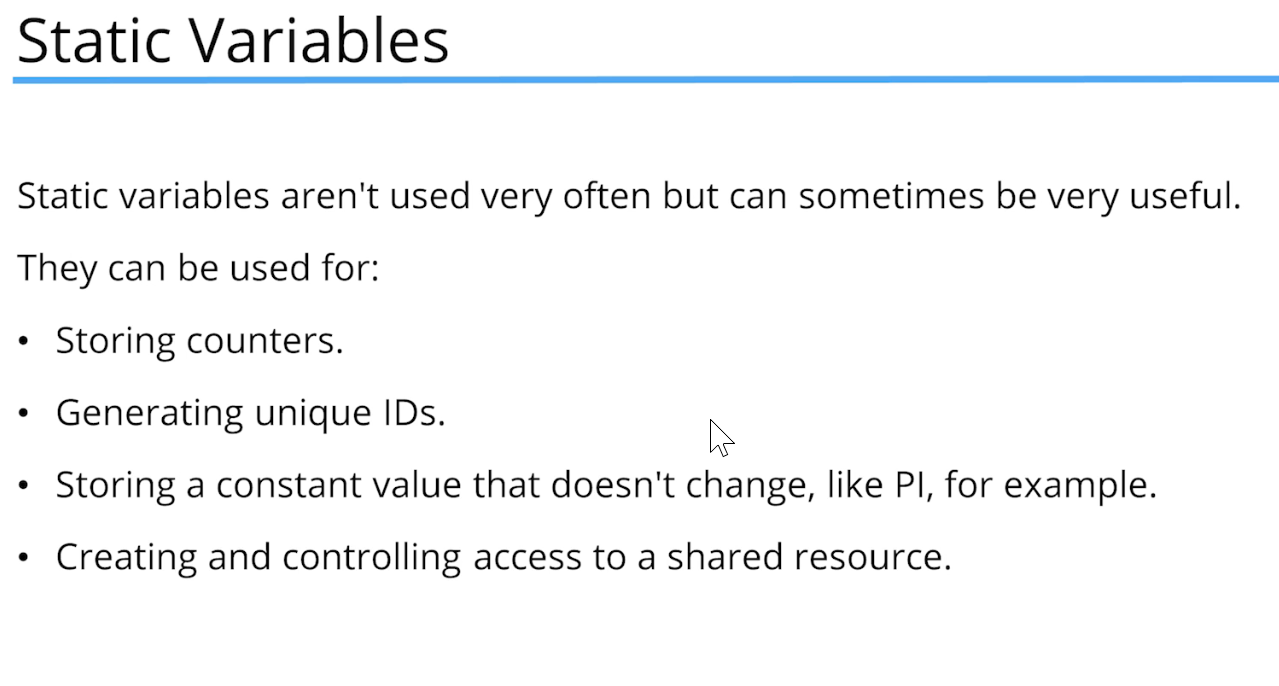 Static Variables
Static variables aren't used very often but can sometimes be very useful.
They can be used for:
• Storing counters.
• Generating unique IDs.
• Storing a constant value that doesn't change, like PI, for example.
• Creating and controlling access to a shared resource.